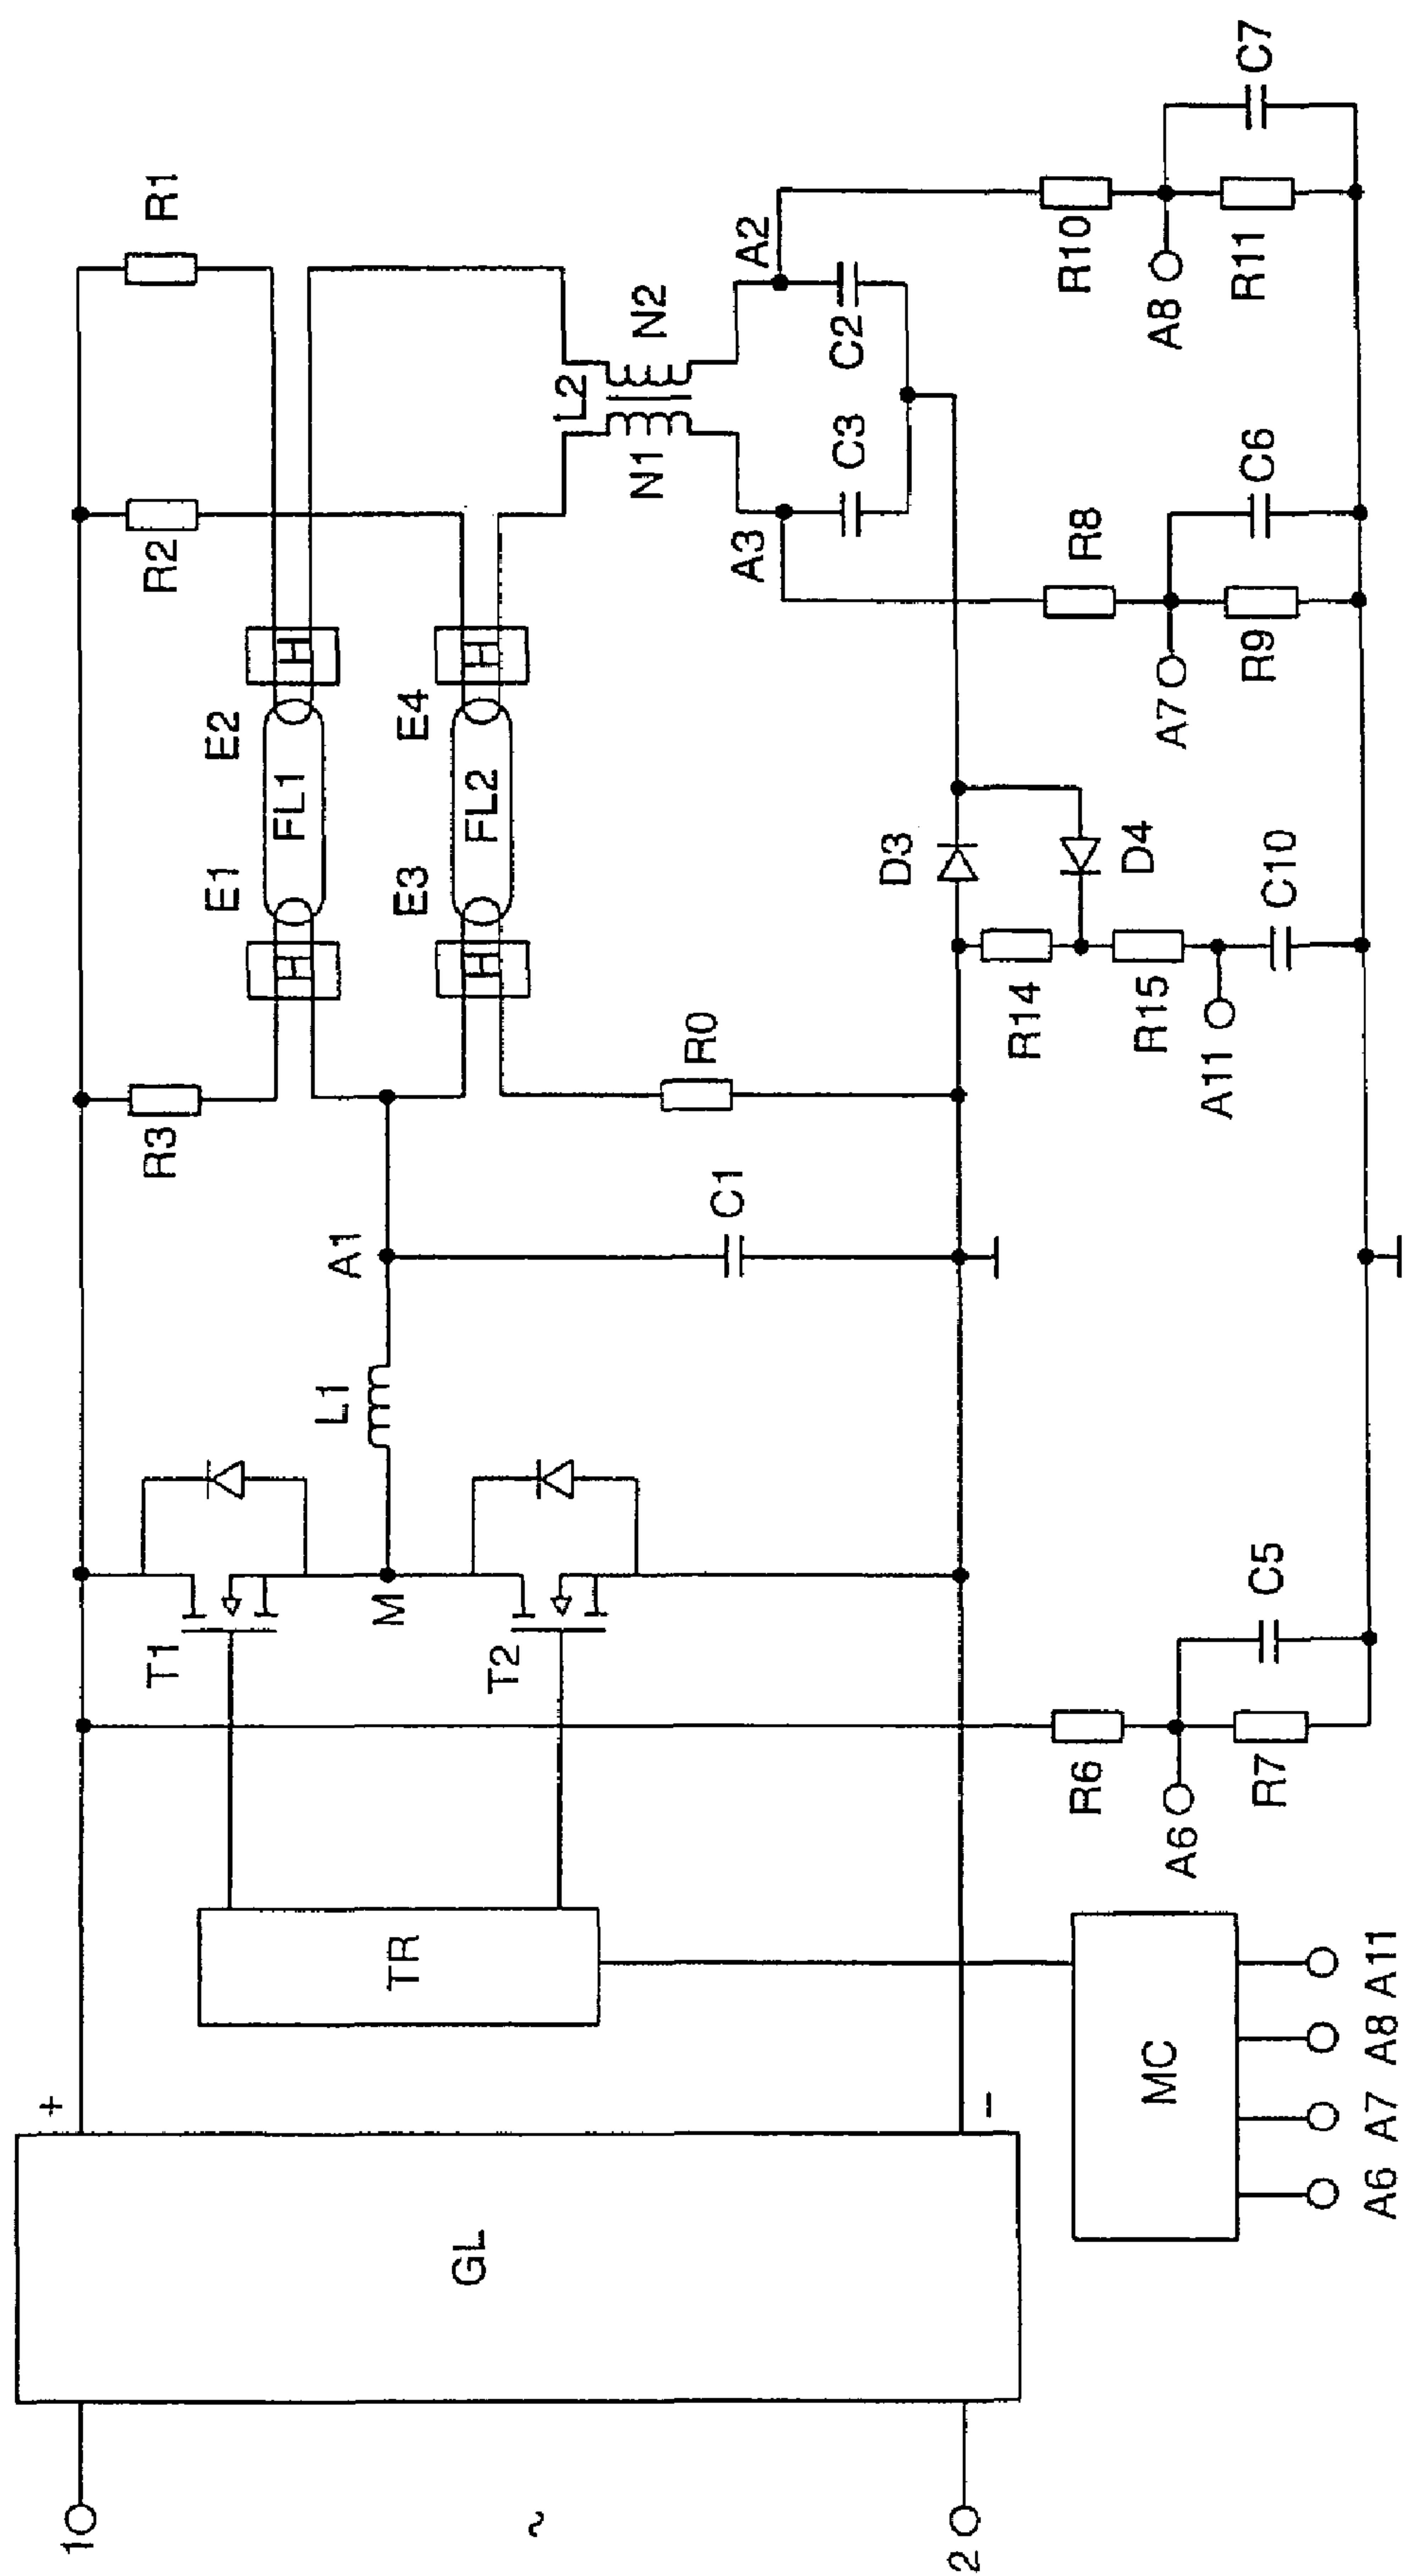 1
2
~
GL
+
-
TR
MC
A6
A7
A8
A11
T1
T2
M
L1
A1
C1
R3
R0
E1
FL1
E2
E3
FL2
E4
R2
R1
H
H
H
H
L2
N1
N2
A3
A2
C3
C2
D3
D4
R14
R15
A11
C10
R6
A6
R7
C5
R8
A7
R9
C6
R10
A8
R11
C7